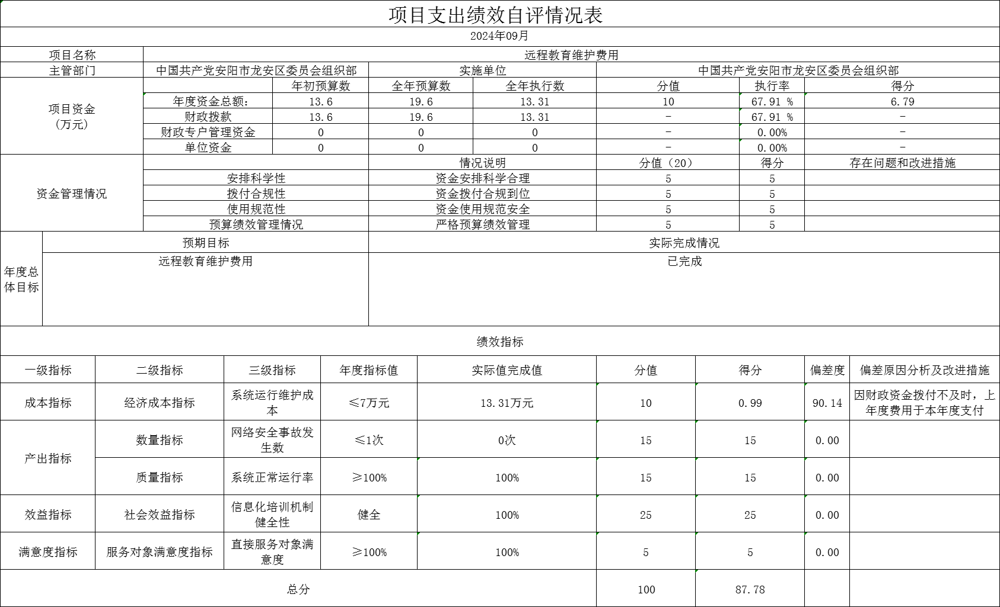 项目支出绩效自评情况表
2024年09月
项目名称 远程教育维护费用
主管部门 中国共产党安阳市龙安区委员会组织部 实施单位 中国共产党安阳市龙安区委员会组织部
项目资金
(万元)
年初预算数 全年预算数 全年执行数 分值 执行率 得分
年度资金总额： 13.6 19.6 13.31 10 67.91 % 6.79
财政拨款 13.6 19.6 13.31 - 67.91 % -
财政专户管理资金 0 0 0 - 0.00% -
单位资金 0 0 0 - 0.00% -
资金管理情况
情况说明 分值（20） 得分 存在问题和改进措施
安排科学性 资金安排科学合理 5 5
拨付合规性 资金拨付合规到位 5 5
使用规范性 资金使用规范安全 5 5
预算绩效管理情况 严格预算绩效管理 5 5
年度总
体目标
预期目标 实际完成情况
远程教育维护费用 已完成
绩效指标
一级指标 二级指标 三级指标 年度指标值 实际值完成值 分值 得分 偏差度 偏差原因分析及改进措施
成本指标 经济成本指标 系统运行维护成
本 ≤7万元 13.31万元 10 0.99 90.14 因财政资金拨付不及时，上
年度费用于本年度支付
产出指标 数量指标 网络安全事故发
生数 ≤1次 0次 15 15 0.00
质量指标 系统正常运行率 ≥100% 100% 15 15 0.00
效益指标 社会效益指标 信息化培训机制
健全性 健全 100% 25 25 0.00
满意度指标 服务对象满意度指标 直接服务对象满
意度 ≥100% 100% 5 5 0.00
总分 100 87.78